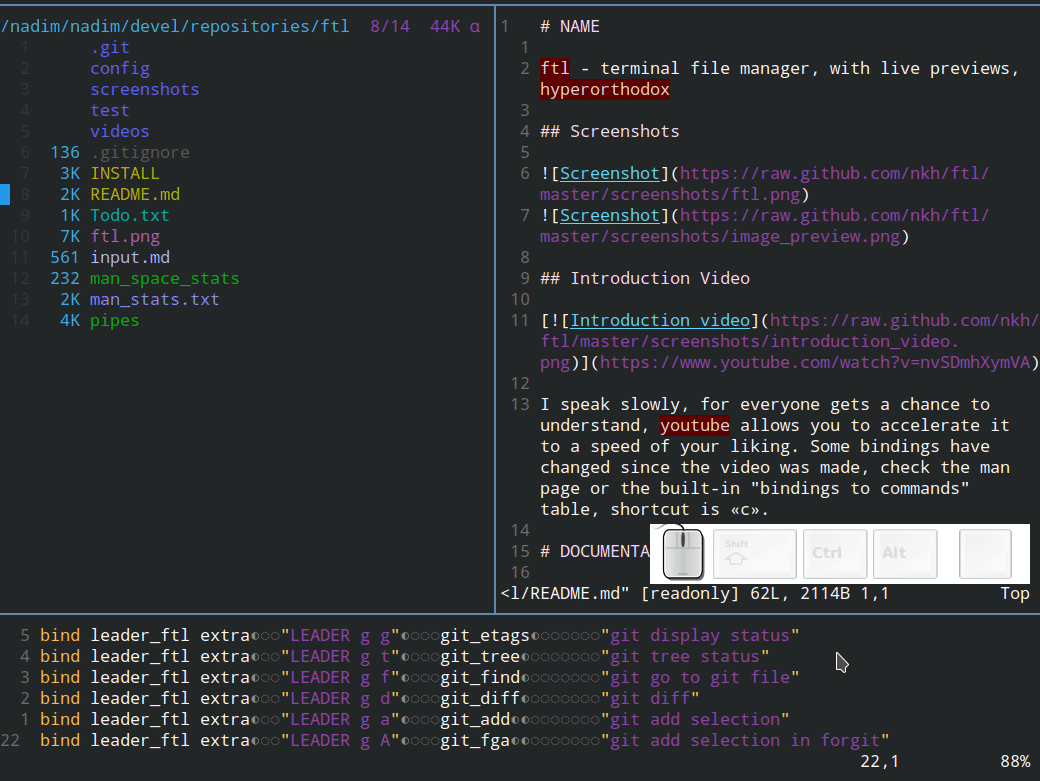 /nadim/nadim/devel/repositories/ftl 8/14 44K α
1 .git
2 config
3 screenshots
4 test
5 videos
6 136 .gitignore
7 3K INSTALL
8 2K README.md
9 1K Todo.txt
10 7K ftl.png
11 561 input.md
12 232 man_space_stats
13 2K man_stats.txt
14 4K pipes
1 # NAME
1
2 ftl - terminal file manager, with live previews,
hyperorthodox
3
4 ## Screenshots
5
6 ![Screenshot](https://raw.github.com/nkh/ftl/
master/screenshots/ftl.png)
7 ![Screenshot](https://raw.github.com/nkh/ftl/
master/screenshots/image_preview.png)
8
9 ## Introduction Video
10
11 [![Introduction video](https://raw.github.com/nkh/
ftl/master/screenshots/introduction_video.
png)](https://www.youtube.com/watch?v=nvSDmhXymVA)
12
13 I speak slowly, for everyone gets a chance to
understand, youtube allows you to accelerate it
to a speed of your liking. Some bindings have
changed since the video was made, check the man
page or the built-in "bindings to commands"
table, shortcut is «c».
14
15 # DOCUMENTA
16
Shift Ctrl Alt
<l/README.md" [readonly] 62L, 2114B 1,1 Top
5 bind leader_ftl extra◐○○"LEADER g g"◐○○○git_etags◐○○○○○○"git display status"
4 bind leader_ftl extra◐○○"LEADER g t"◐○○○git_tree◐○○○○○○○"git tree status"
3 bind leader_ftl extra◐○○"LEADER g f"◐○○○git_find◐○○○○○○○"git go to git file"
2 bind leader_ftl extra◐○○"LEADER g d"◐○○○git_diff◐○○○○○○○"git diff"
1 bind leader_ftl extra◐○○"LEADER g a"◐○○○git_add◐◐○○○○○○○"git add selection"
22 bind leader_ftl extra◐○○"LEADER g A"◐○○○git_fga◐◐○○○○○○○"git add selection in forgit"
22,1 88%